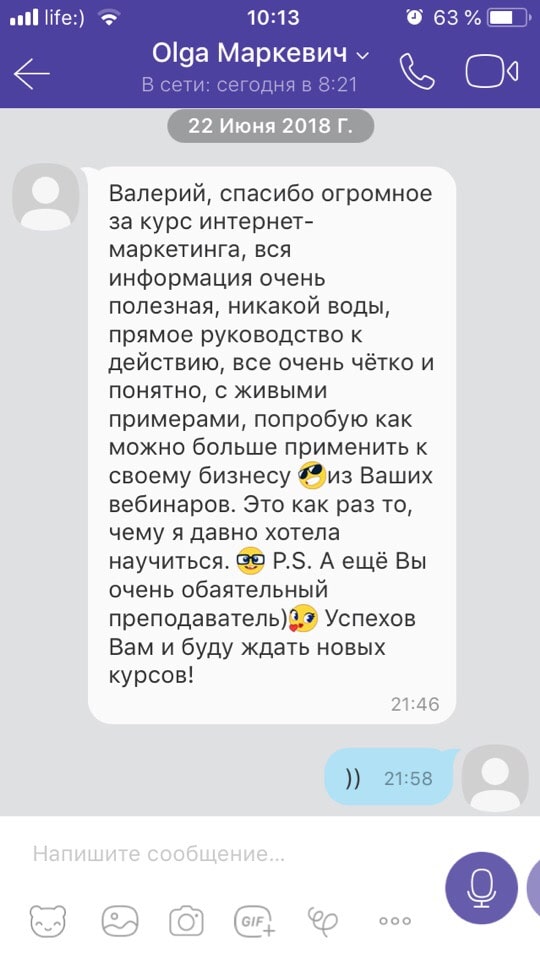 life:) 10:13 63 %
Olga Маркевич
В сети: сегодня в 8:21
22 Июня 2018 Г.
Валерий, спасибо огромное
за курс интернет-
маркетинга, вся
информация очень
полезная, никакой воды,
прямое руководство к
действию, все очень чётко и
понятно, с живыми
примерами, попробую как
можно больше применить к
своему бизнесу 😎из Ваших
вебинаров. Это как раз то,
чему я давно хотела
научиться. 🤓 P.S. А ещё Вы
очень обаятельный
преподаватель)😘 Успехов
Вам и буду ждать новых
курсов!
21:46
)) 21:58
Напишите сообщение...
GIF